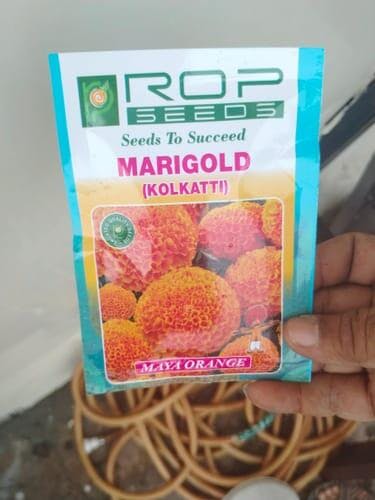 ROP
SEEDS
Seeds To Succeed
MARIGOLD
(KOLKATTI)
MAYA ORANGE